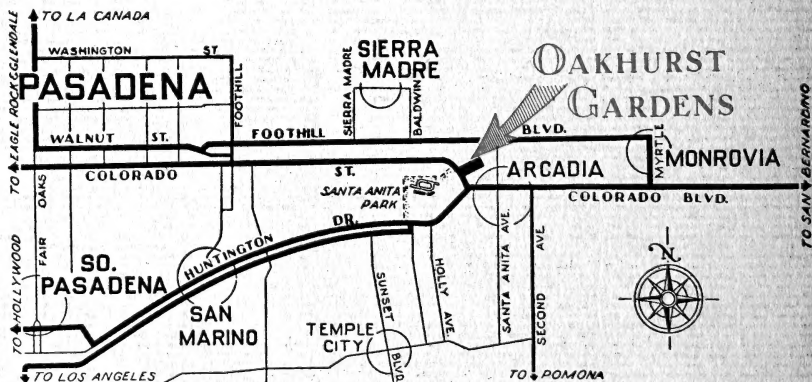 TO LA CANADA
TO EAGLE ROCK & GLENDALE
WASHINGTON ST
PASADENA
FOOTHILL
WALNUT ST.
FOOTHILL BLVD.
SIERRA
MADRE
SIERRA MADRE
BALDWIN
OAKHURST
GARDENS
MYRTLE
MONROVIA
ARCADIA
COLORADO ST.
COLORADO BLVD.
TO SAN BERNARDINO
SANTA ANITA
PARK
FAIR OAKS
HUNTINGTON DR.
SO.
PASADENA
SAN
MARINO
TO HOLLYWOOD
TO LOS ANGELES
TEMPLE
CITY
SUNSET BLVD.
HOLLY AVE
SANTA ANITA AVE.
SECOND AVE
TO POMONA
N